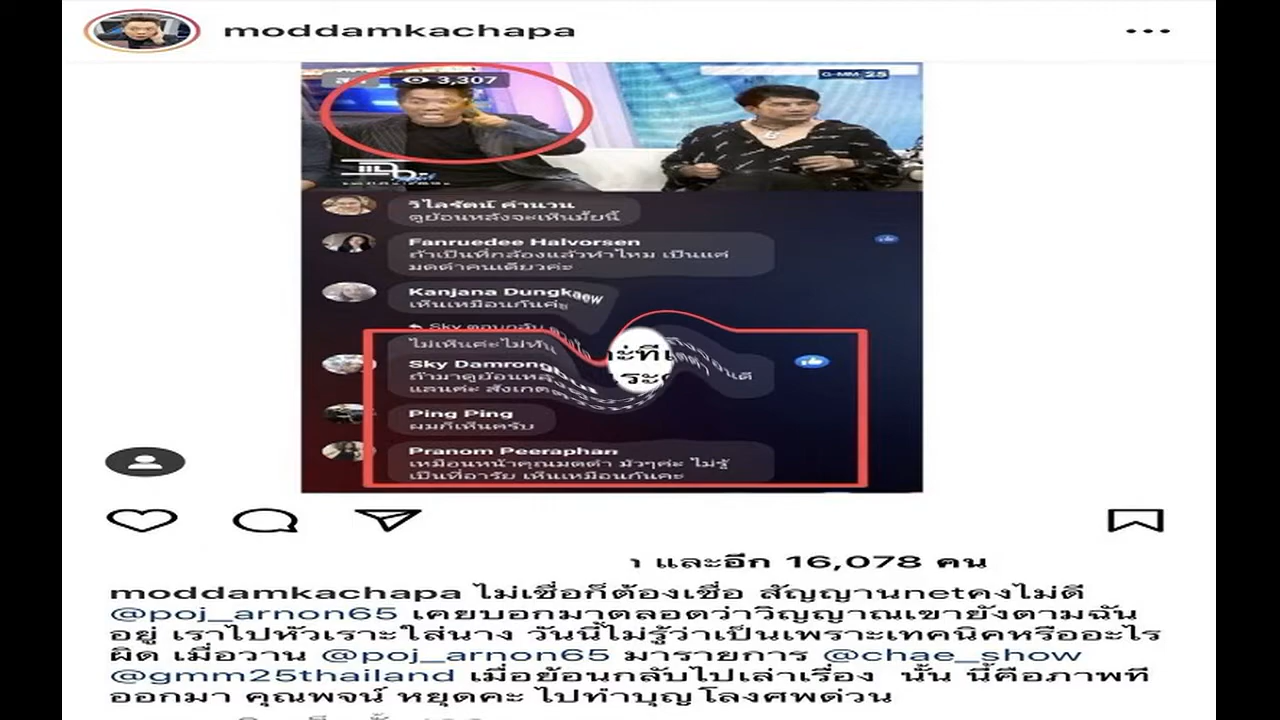 moddamkachapa
3,307
G-MM 25
วิไลรัตน์ คำนวน
ดูย้อนหลังจะเห็นมั้ยนี้
Fanruedee Halvorsen
ถ้าเป็นที่กล้องแล้วทำไหม เป็นแค่
มดดำคนเดียวค่ะ
Kanjana Dungkaew
เห็นเหมือนกันค่ะ
Sky ตอบกลับ
ไม่เห็นค่ะไม่ทัน
Sky Damrongbut
ถ้ามาดูย้อนหลัง
แลนค่ะ สังเกต
Ping Ping
ผมก็เห็นครับ
Pranom Peeraphan
เหมือนหน้าคุณมดดำ มัวๆค่ะ ไม่รู้
เป็นที่อารัย เห็นเหมือนกันคะ
า และอีก 16,078 คน
moddamkachapa ไม่เชื่อก็ต้องเชื่อ สัญญานnetคงไม่ดี
@poj_arnon65 เคยบอกมาตลอดว่าวิญญาณเขายังตามฉัน
อยู่ เราไปหัวเราะใส่นาง วันนี้ไม่รู้ว่าเป็นเพราะเทคนิคหรืออะไร
ผิด เมื่อวาน @poj_arnon65 มารายการ @chae_show
@gmm25thailand เมื่อย้อนกลับไปเล่าเรื่อง นั้น นี้คือภาพที
ออกมา คุณพจน์ หยุดคะ ไปทำบุญโลงศพด่วน